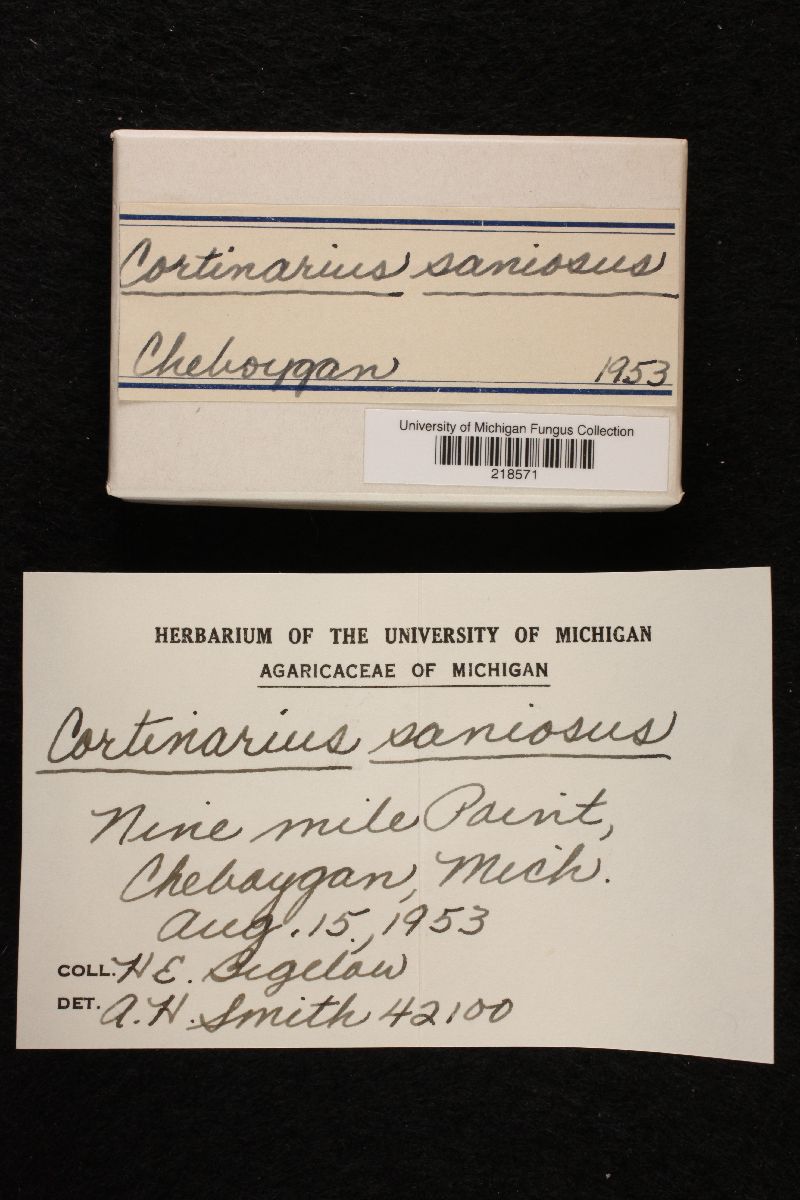 Cortinarius saniosus
Cheboygan 1953
University of Michigan Fungus Collection
218571
HERBARIUM OF THE UNIVERSITY OF MICHIGAN
AGARICACEAE OF MICHIGAN
Cortinarius saniosus
Nine mile Point,
Cheboygan, Mich.
Aug. 15, 1953
COLL. H E. Bigelow
DET. A. H. Smith 42100